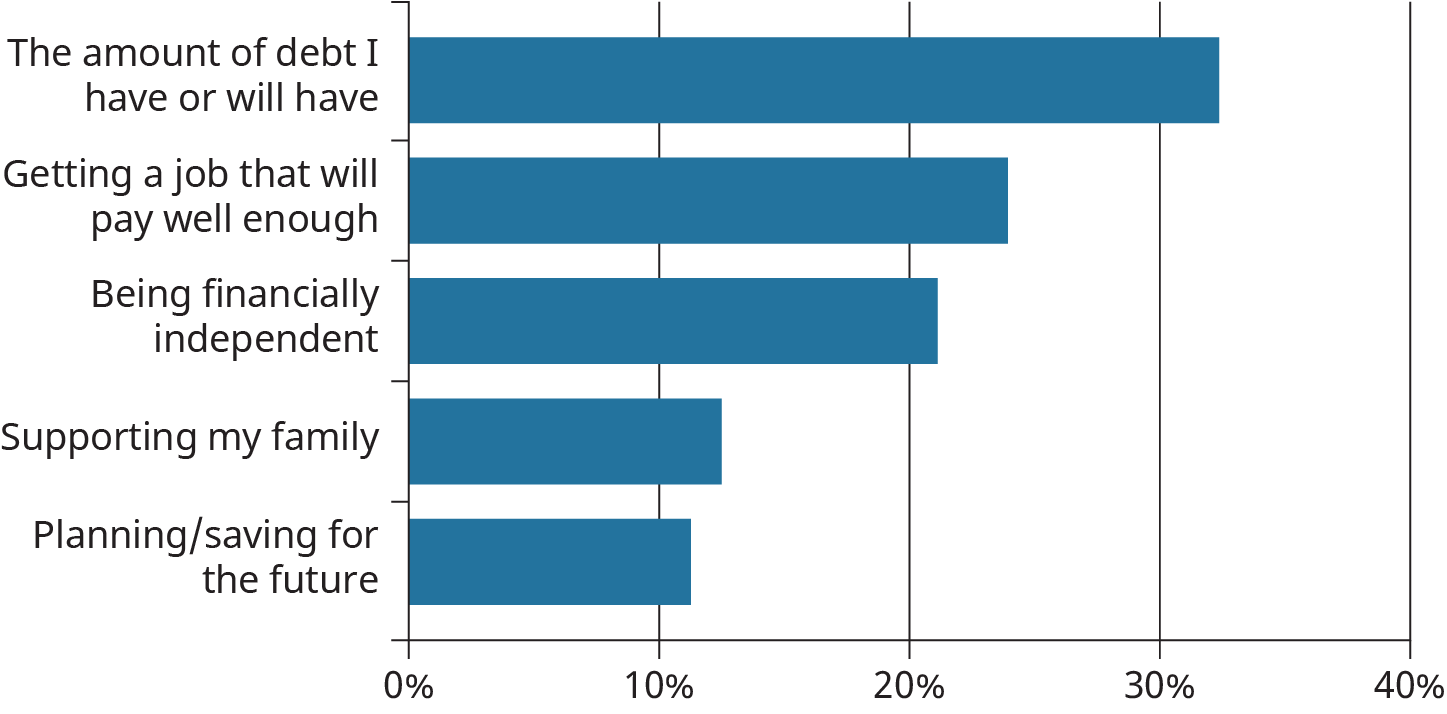 The amount of debt I
have or will have
Getting a job that will
pay well enough
Being financially
independent
Supporting my family
Planning/saving for
the future
0% 10% 20% 30% 40%